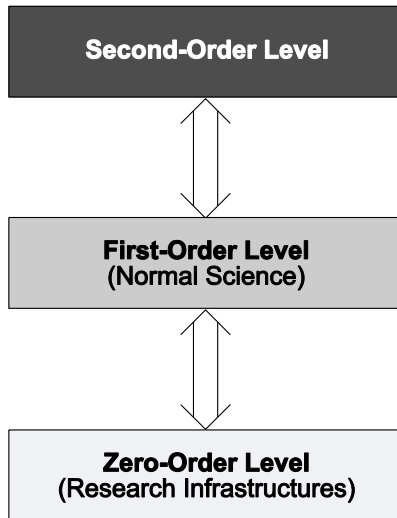 Second-Order Level
First-Order Level
(Normal Science)
Zero-Order Level
(Research Infrastructures)